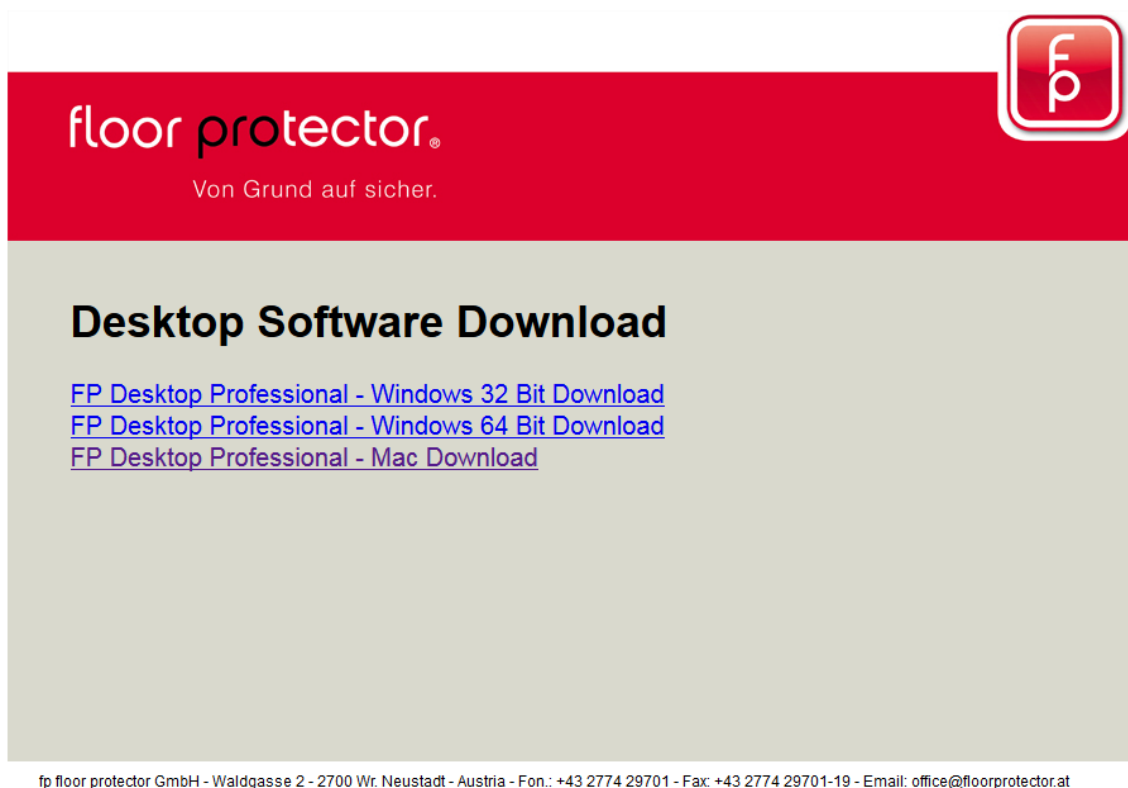 fp
floor protector®
Von Grund auf sicher.
Desktop Software Download
FP Desktop Professional - Windows 32 Bit Download
FP Desktop Professional - Windows 64 Bit Download
FP Desktop Professional - Mac Download
fp floor protector GmbH - Waldgasse 2 - 2700 Wr. Neustadt - Austria - Fon.: +43 2774 29701 - Fax: +43 2774 29701-19 - Email: office@floorprotector.at